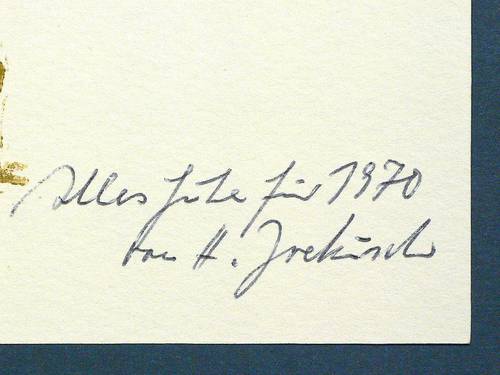 Alles Gute für 1970
von H.